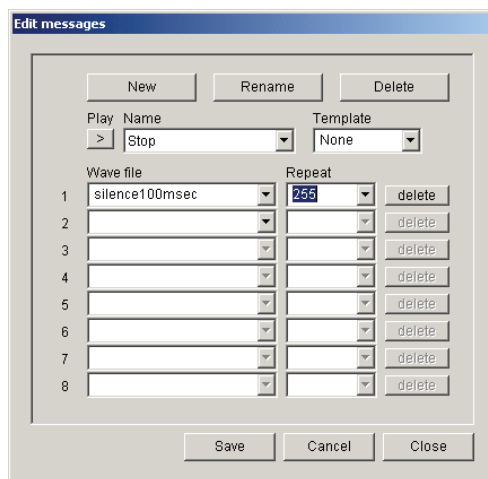 Edit messages
New Rename Delete
Play Name Template
> Stop None
Wave file Repeat
1 silence100msec 255 delete
2 delete
3 delete
4 delete
5 delete
6 delete
7 delete
8 delete
Save Cancel Close